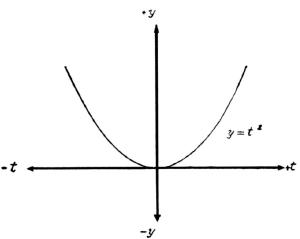 +y
y = t²
-t
+t
-y